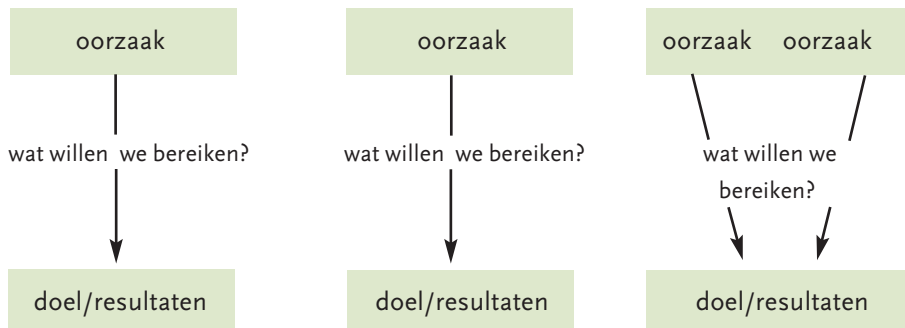 oorzaak
oorzaak
oorzaak oorzaak
wat willen we bereiken?
wat willen we bereiken?
wat willen we
bereiken?
doel/resultaten
doel/resultaten
doel/resultaten